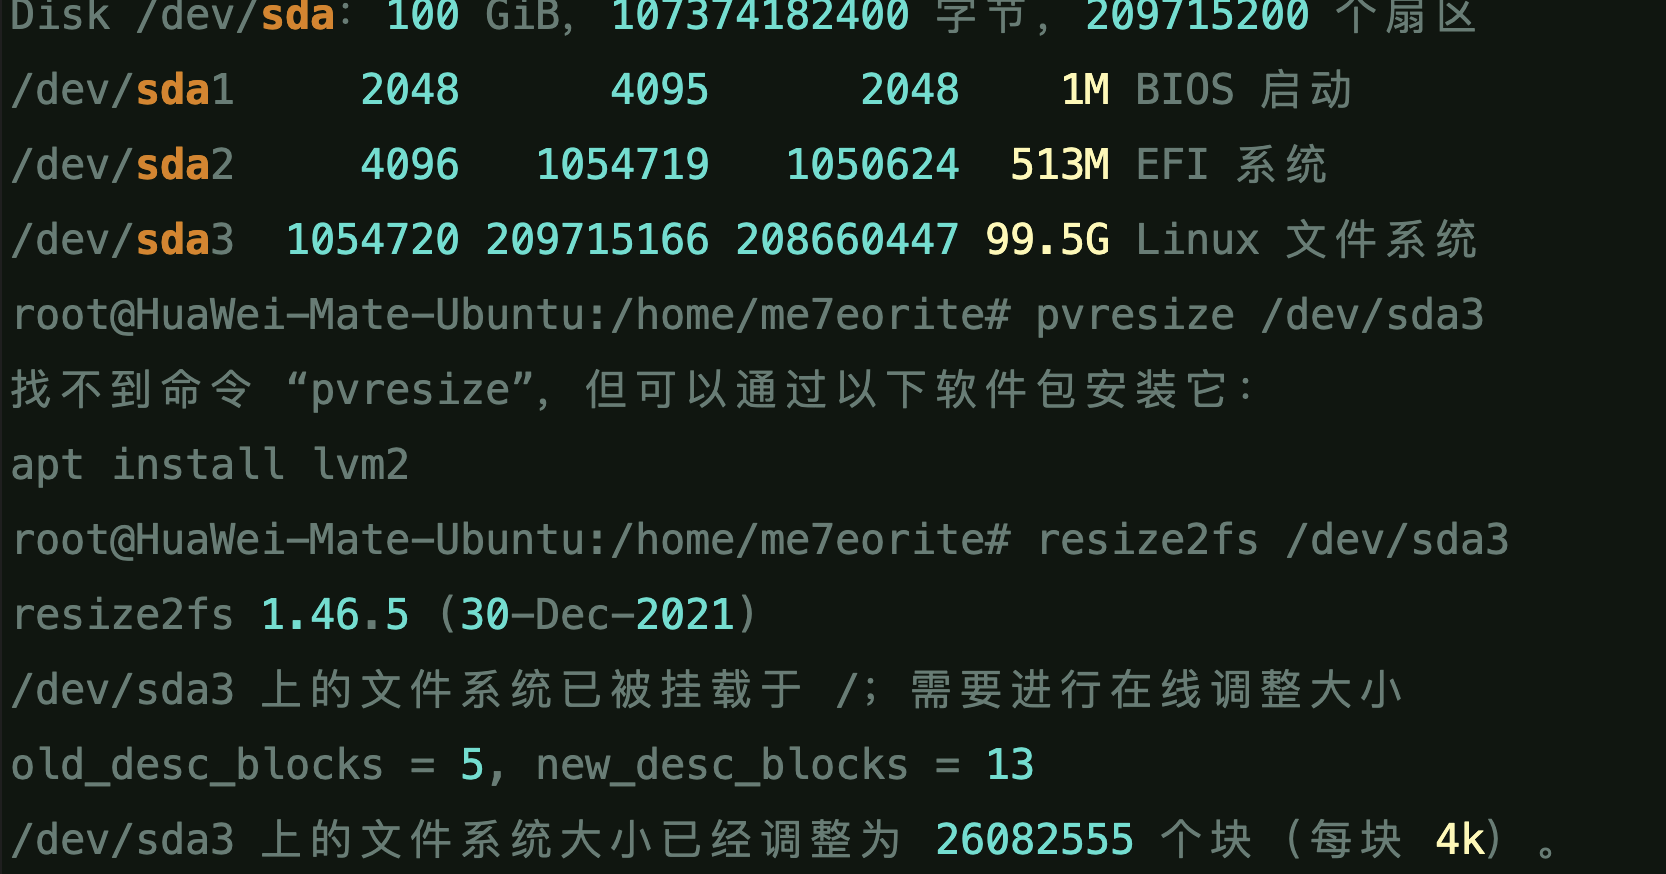 Disk /dev/sda：100 GiB, 107374182400 字节, 209715200 个扇区
/dev/sda1 2048 4095 2048 1M BIOS 启动
/dev/sda2 4096 1054719 1050624 513M EFI 系统
/dev/sda3 1054720 209715166 208660447 99.5G Linux 文件系统
root@HuaWei-Mate-Ubuntu:/home/me7eorite# pvresize /dev/sda3
找不到命令 “pvresize”，但可以通过以下软件包安装它：
apt install lvm2
root@HuaWei-Mate-Ubuntu:/home/me7eorite# resize2fs /dev/sda3
resize2fs 1.46.5 (30-Dec-2021)
/dev/sda3 上的文件系统已被挂载于 /；需要进行在线调整大小
old_desc_blocks = 5, new_desc_blocks = 13
/dev/sda3 上的文件系统大小已经调整为 26082555 个块（每块 4k）。